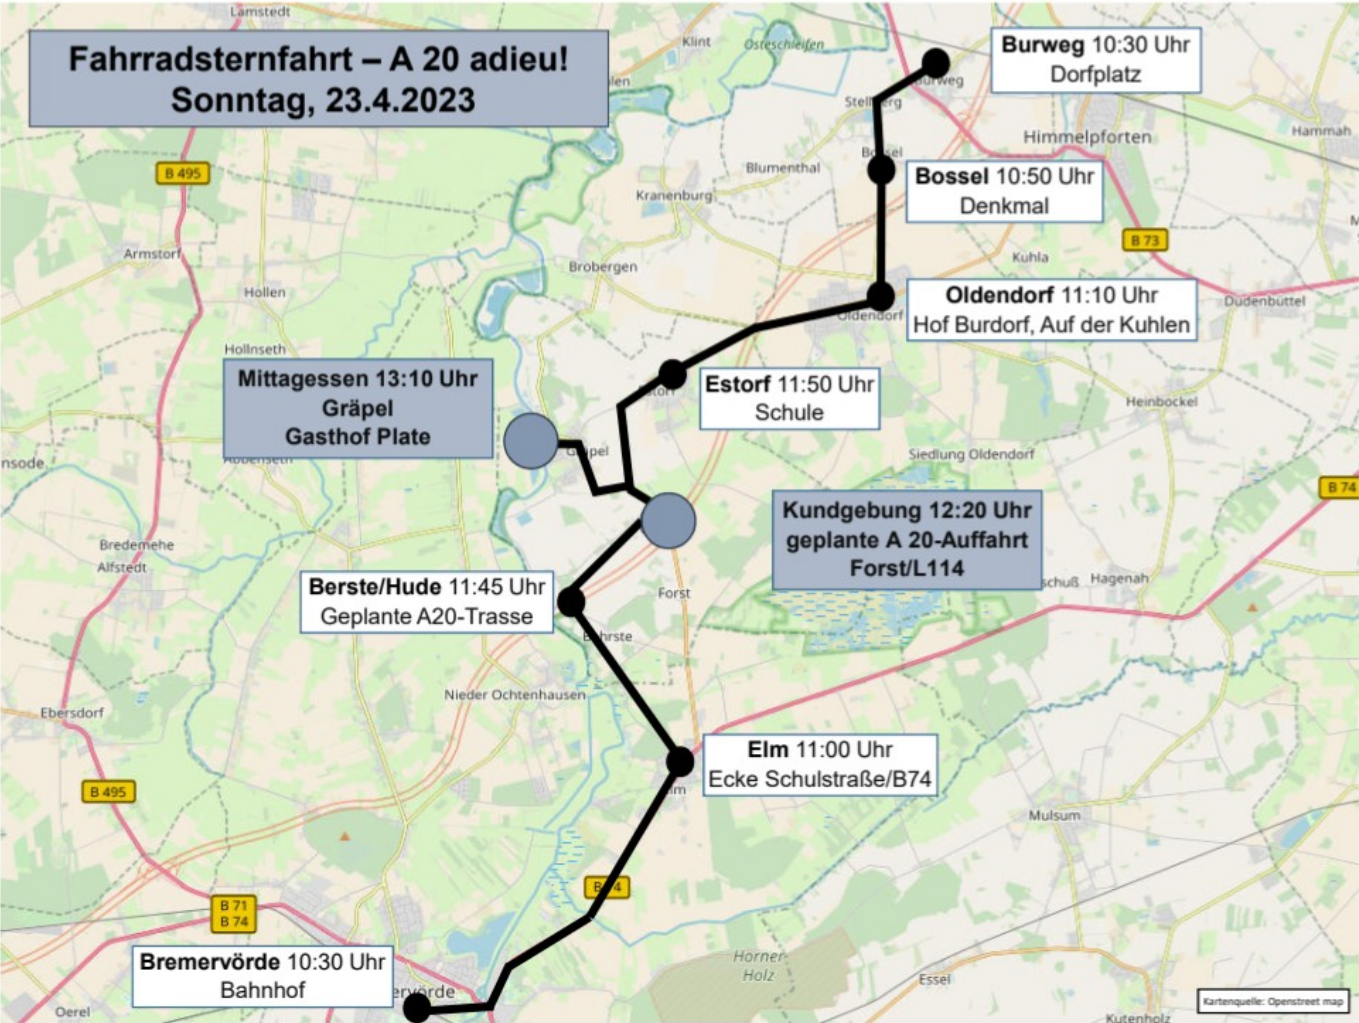 Lamstedt
Klint
Osteschleifen
Fahrradsternfahrt – A 20 adieu!
Sonntag, 23.4.2023
Burweg 10:30 Uhr
Dorfplatz
Himmelpforten
Hammah
B 495
Blumenthal
Kranenburg
Bossel 10:50 Uhr
Denkmal
B 73
Armstorf
Brobergen
Kuhla
Hollen
Oldendorf 11:10 Uhr
Hof Burdorf, Auf der Kuhlen
Düdenbüttel
Oldendorf
Hollnseth
Mittagessen 13:10 Uhr
Gräpel
Gasthof Plate
Estorf 11:50 Uhr
Schule
Heinbockel
Gräpel
Siedlung Oldendorf
B 74
Kundgebung 12:20 Uhr
geplante A 20-Auffahrt
Forst/L114
Bredemehe
Alfstedt
Hagenah
Berste/Hude 11:45 Uhr
Geplante A20-Trasse
Forst
Nieder Ochtenhausen
Ebersdorf
Elm 11:00 Uhr
Ecke Schulstraße/B74
B 495
Mulsum
B 74
B 71
B 74
Bremervörde 10:30 Uhr
Bahnhof
Horner-
Holz
Essel
Oerel
Kutenholz
Kartenquelle: Openstreet map